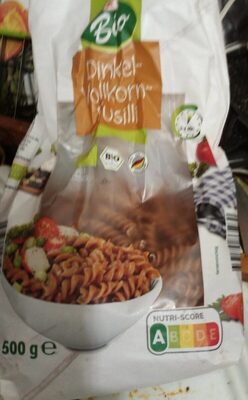 Bio
Dinkel-
Vollkorn-
Fusilli
BIO
500 g e
NUTRI-SCORE
A B C D E